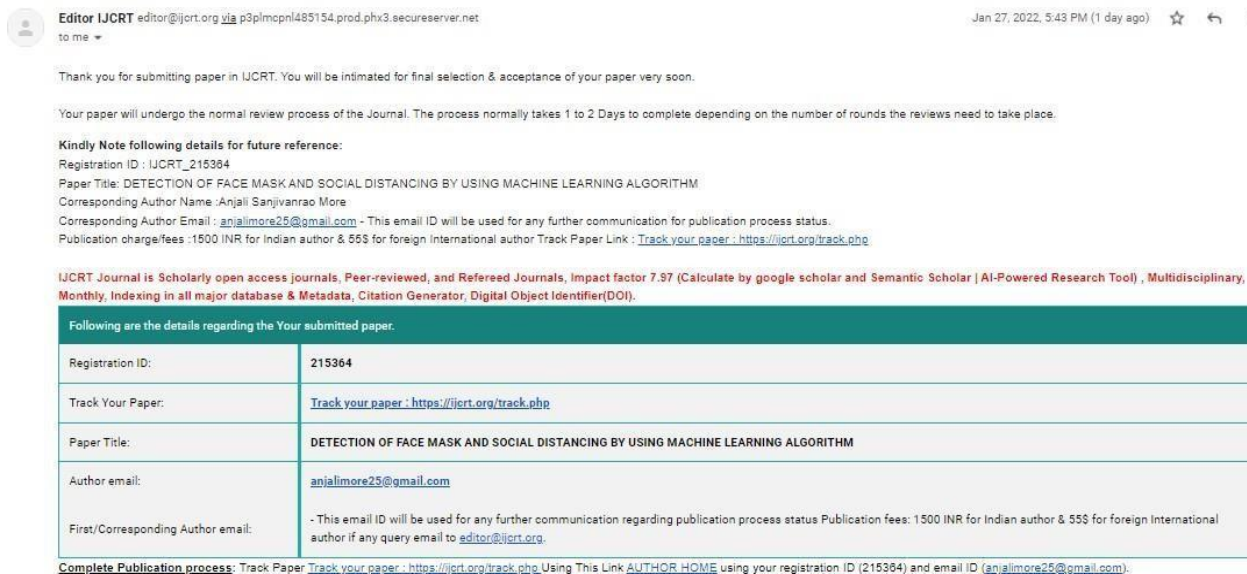 Editor IJCRT editor@ijcrt.org via p3plmcpnl485154.prod.phx3.secureserver.net
Jan 27, 2022, 5:43 PM (1 day ago)
to me
Thank you for submitting paper in IJCRT. You will be intimated for final selection & acceptance of your paper very soon.
Your paper will undergo the normal review process of the Journal. The process normally takes 1 to 2 Days to complete depending on the number of rounds the reviews need to take place.
Kindly Note following details for future reference:
Registration ID : IJCRT_215364
Paper Title: DETECTION OF FACE MASK AND SOCIAL DISTANCING BY USING MACHINE LEARNING ALGORITHM
Corresponding Author Name :Anjali Sanjivanrao More
Corresponding Author Email : anjalimore25@gmail.com - This email ID will be used for any further communication for publication process status.
Publication charge/fees :1500 INR for Indian author & 55$ for foreign International author Track Paper Link : Track your paper : https://ijcrt.org/track.php
IJCRT Journal is Scholarly open access journals, Peer-reviewed, and Refereed Journals, Impact factor 7.97 (Calculate by google scholar and Semantic Scholar | AI-Powered Research Tool) , Multidisciplinary,
Monthly, Indexing in all major database & Metadata, Citation Generator, Digital Object Identifier(DOI).
Following are the details regarding the Your submitted paper.
Registration ID:
215364
Track Your Paper:
Track your paper : https://ijcrt.org/track.php
Paper Title:
DETECTION OF FACE MASK AND SOCIAL DISTANCING BY USING MACHINE LEARNING ALGORITHM
Author email:
anjalimore25@gmail.com
First/Corresponding Author email:
- This email ID will be used for any further communication regarding publication process status Publication fees: 1500 INR for Indian author & 55$ for foreign International
author if any query email to editor@ijcrt.org.
Complete Publication process: Track Paper Track your paper : https://ijcrt.org/track.php Using This Link AUTHOR HOME using your registration ID (215364) and email ID (anjalimore25@gmail.com).